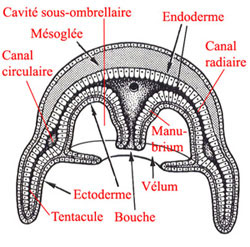 Cavité sous-ombrellaire
Endoderme
Mésoglée
Canal
circulaire
Canal
radiaire
Manu-
brium
Ectoderme
Vélum
Tentacule
Bouche